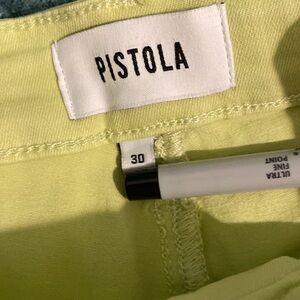 PISTOLA
30
ULTRA
FINE
POINT